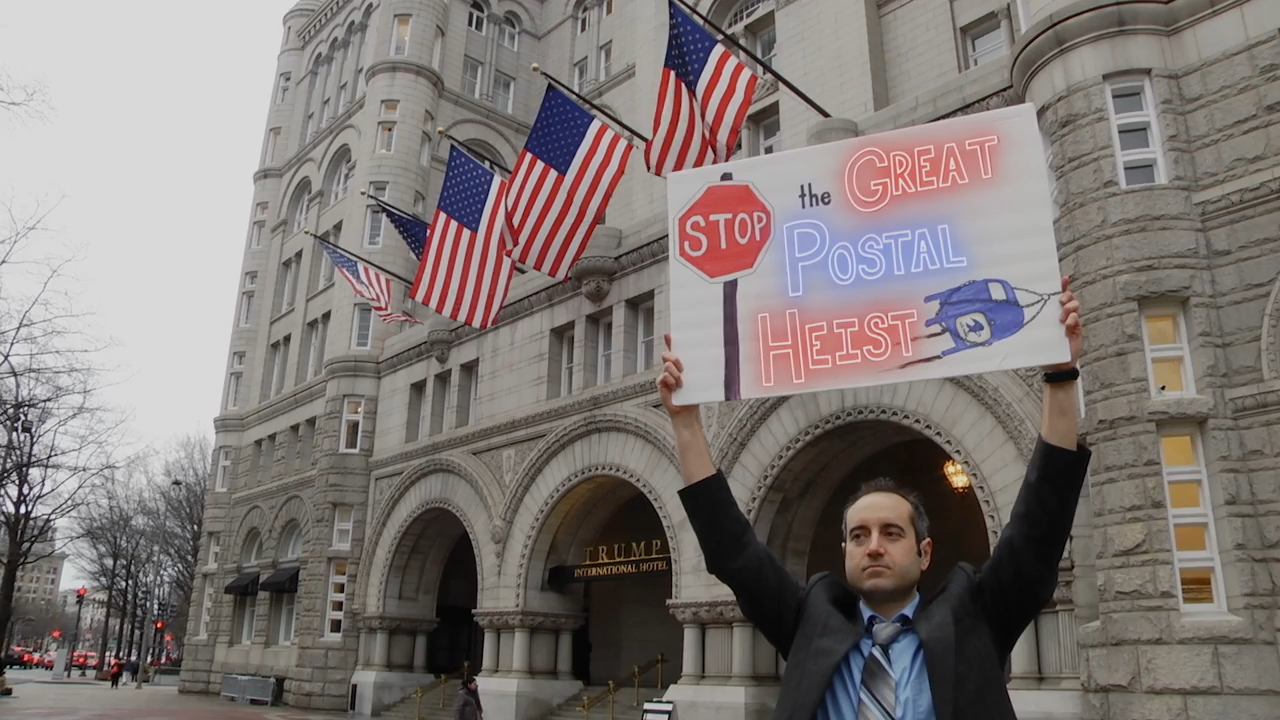 STOP
the GREAT
POSTAL
HEIST
TRUMP
INTERNATIONAL HOTEL